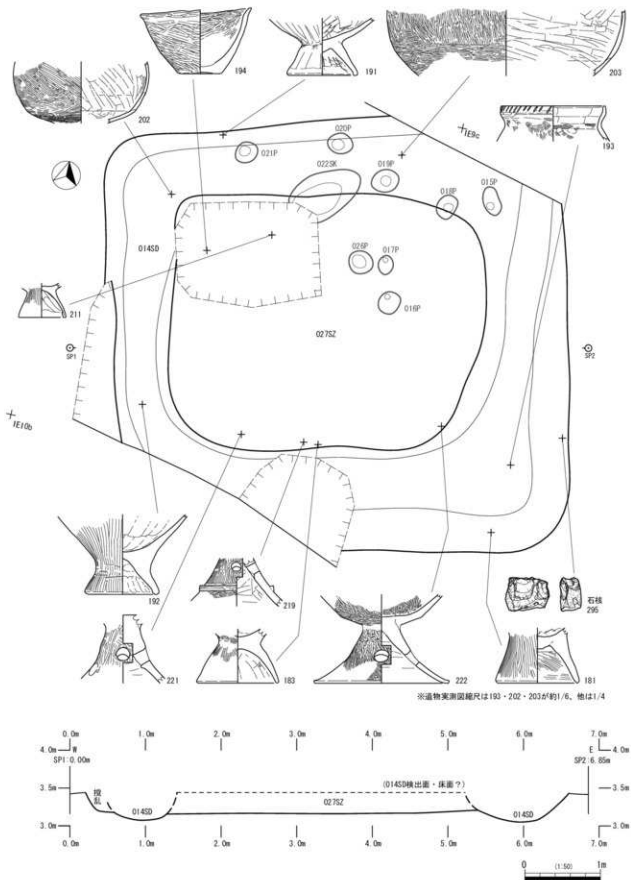 194
191
203
202
193
1E9c
020P
021P
022SK
019P
018P
015P
014SD
026P
017P
016P
211
027SZ
SP1
SP2
1E10b
192
219
石核
295
221
183
222
181
※遺物実測図縮尺は193・202・203が約1/6、他は1/4
0.0m 1.0m 2.0m 3.0m 4.0m 5.0m 6.0m 7.0m
4.0m W E 4.0m
SP1:0.00m SP2:6.85m
3.5m 撹乱 (014SD検出面・床面?) 3.5m
014SD 027SZ 014SD
3.0m 3.0m
0.0m 1.0m 2.0m 3.0m 4.0m 5.0m 6.0m 7.0m
0 (1:50) 1m